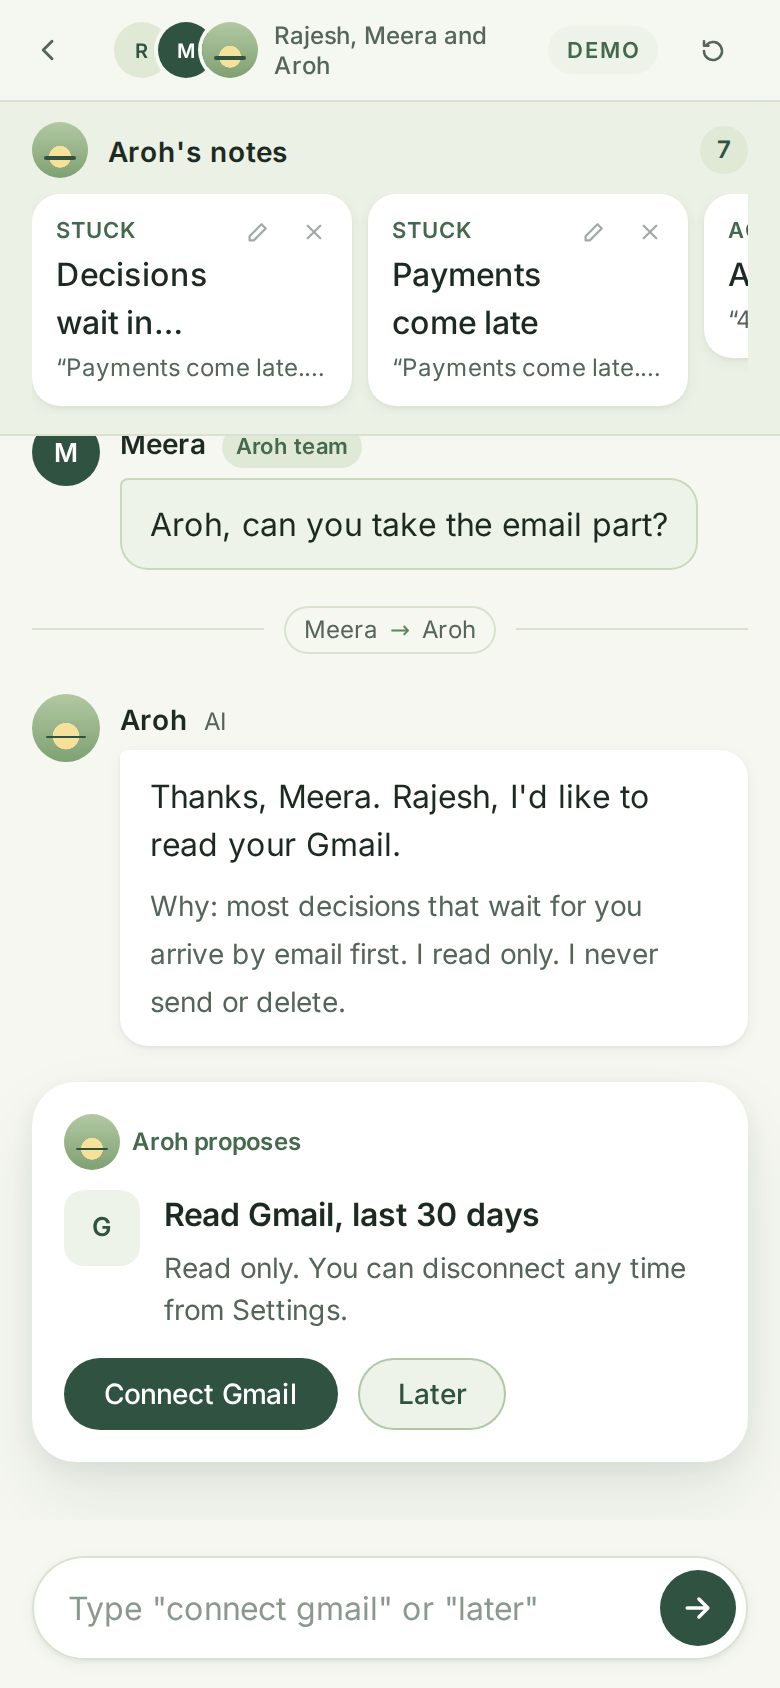 R M Rajesh, Meera and
Aroh
DEMO
Aroh's notes
7
STUCK
Decisions
wait in...
“Payments come late....
STUCK
Payments
come late
“Payments come late....
A
“4
M Meera Aroh team
Aroh, can you take the email part?
Meera → Aroh
Aroh AI
Thanks, Meera. Rajesh, I'd like to
read your Gmail.
Why: most decisions that wait for you
arrive by email first. I read only. I never
send or delete.
Aroh proposes
G
Read Gmail, last 30 days
Read only. You can disconnect any time
from Settings.
Connect Gmail
Later
Type "connect gmail" or "later"